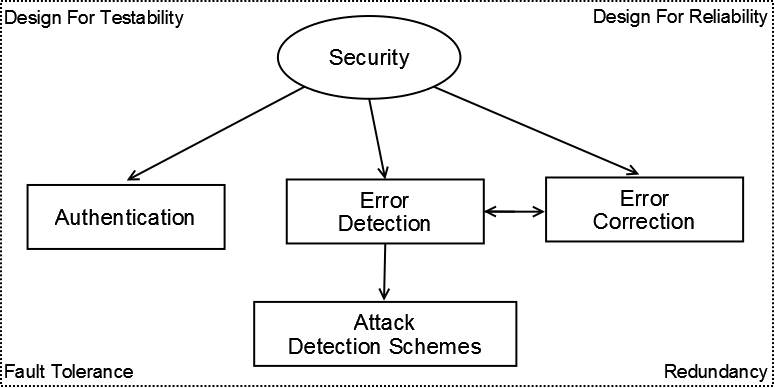 Design For Testability
Design For Reliability
Security
Authentication
Error
Detection
Error
Correction
Attack
Detection Schemes
Fault Tolerance
Redundancy